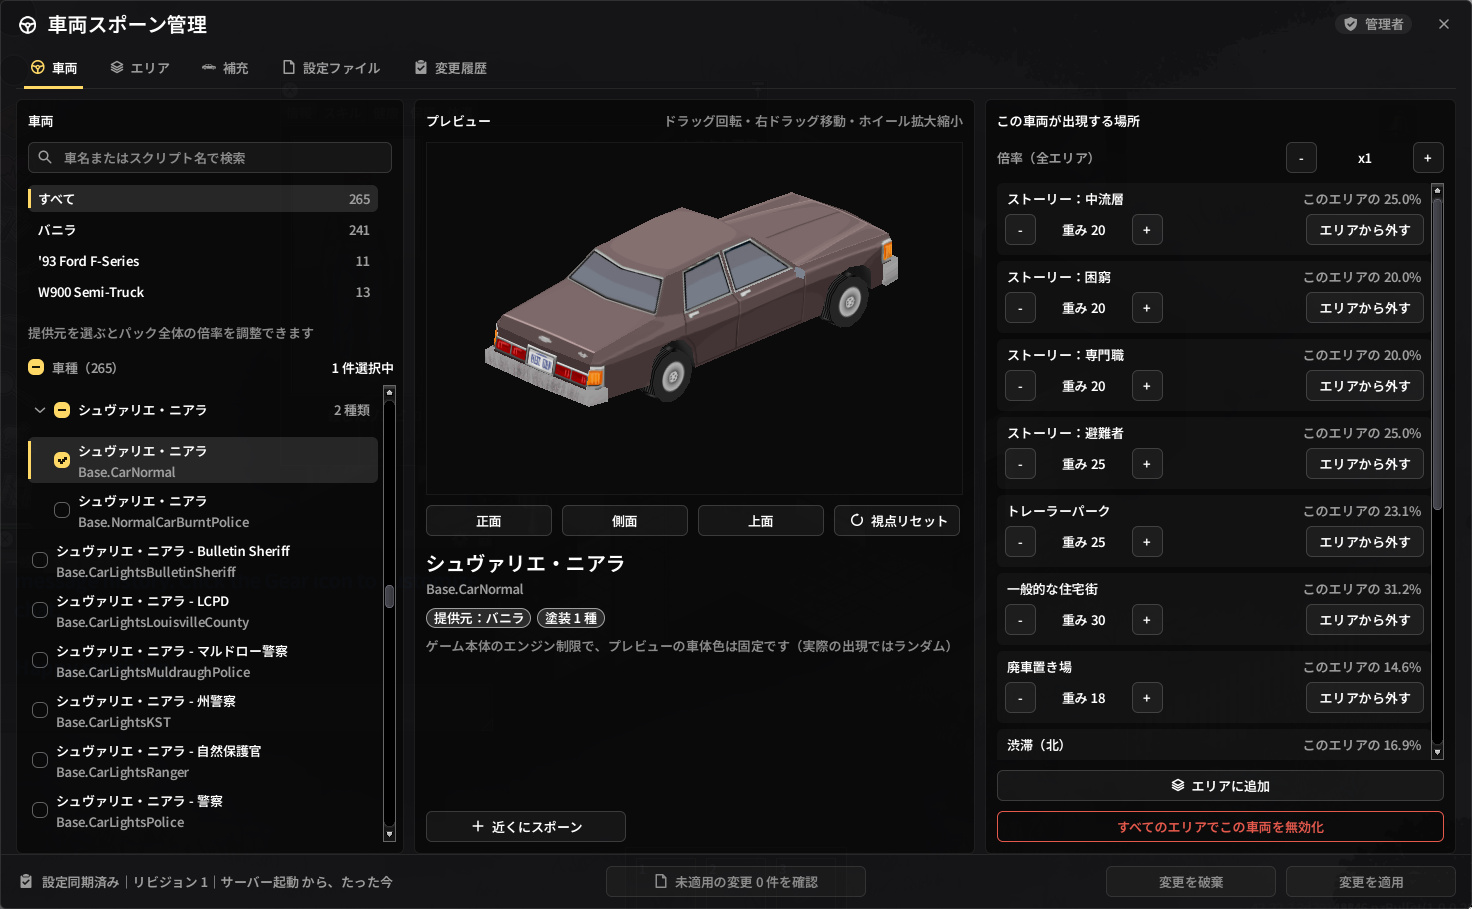 車両スポーン管理
管理者
車両
エリア
補充
設定ファイル
変更履歴
車両
車名またはスクリプト名で検索
すべて 265
バニラ 241
'93 Ford F-Series 11
W900 Semi-Truck 13
提供元を選ぶとパック全体の倍率を調整できます
車種（265） 1 件選択中
シュヴァリエ・ニアラ 2 種類
シュヴァリエ・ニアラ
Base.CarNormal
シュヴァリエ・ニアラ
Base.NormalCarBurntPolice
シュヴァリエ・ニアラ - Bulletin Sheriff
Base.CarLightsBulletinSheriff
シュヴァリエ・ニアラ - LCPD
Base.CarLightsLouisvilleCounty
シュヴァリエ・ニアラ - マルドロー警察
Base.CarLightsMuldraughPolice
シュヴァリエ・ニアラ - 州警察
Base.CarLightsKST
シュヴァリエ・ニアラ - 自然保護官
Base.CarLightsRanger
シュヴァリエ・ニアラ - 警察
Base.CarLightsPolice
プレビュー ドラッグ回転・右ドラッグ移動・ホイール拡大縮小
正面 側面 上面 視点リセット
シュヴァリエ・ニアラ
Base.CarNormal
提供元：バニラ 塗装 1 種
ゲーム本体のエンジン制限で、プレビューの車体色は固定です（実際の出現ではランダム）
+ 近くにスポーン
この車両が出現する場所
倍率（全エリア） - x1 +
ストーリー：中流層 このエリアの 25.0%
- 重み 20 + エリアから外す
ストーリー：困窮 このエリアの 20.0%
- 重み 20 + エリアから外す
ストーリー：専門職 このエリアの 20.0%
- 重み 20 + エリアから外す
ストーリー：避難者 このエリアの 25.0%
- 重み 25 + エリアから外す
トレーラーパーク このエリアの 23.1%
- 重み 25 + エリアから外す
一般的な住宅街 このエリアの 31.2%
- 重み 30 + エリアから外す
廃車置き場 このエリアの 14.6%
- 重み 18 + エリアから外す
渋滞（北） このエリアの 16.9%
エリアに追加
すべてのエリアでこの車両を無効化
設定同期済み | リビジョン 1 | サーバー起動 から、たった今
未適用の変更 0 件を確認
変更を破棄
変更を適用